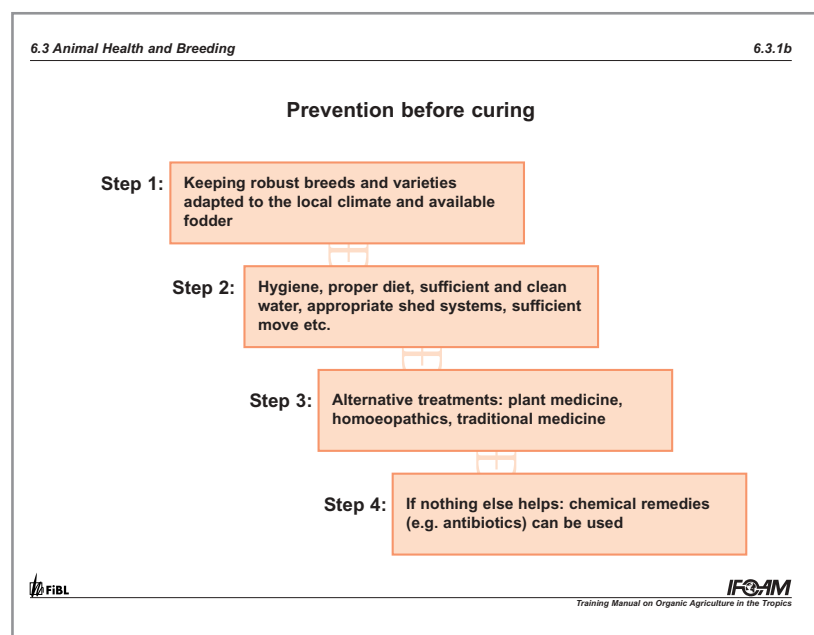 6.3 Animal Health and Breeding 6.3.1b
Prevention before curing
Step 1:
Keeping robust breeds and varieties
adapted to the local climate and available
fodder
Step 2:
Hygiene, proper diet, sufficient and clean
water, appropriate shed systems, sufficient
move etc.
Step 3:
Alternative treatments: plant medicine,
homoeopathics, traditional medicine
Step 4:
If nothing else helps: chemical remedies
(e.g. antibiotics) can be used
FiBL
IFOAM
Training Manual on Organic Agriculture in the Tropics